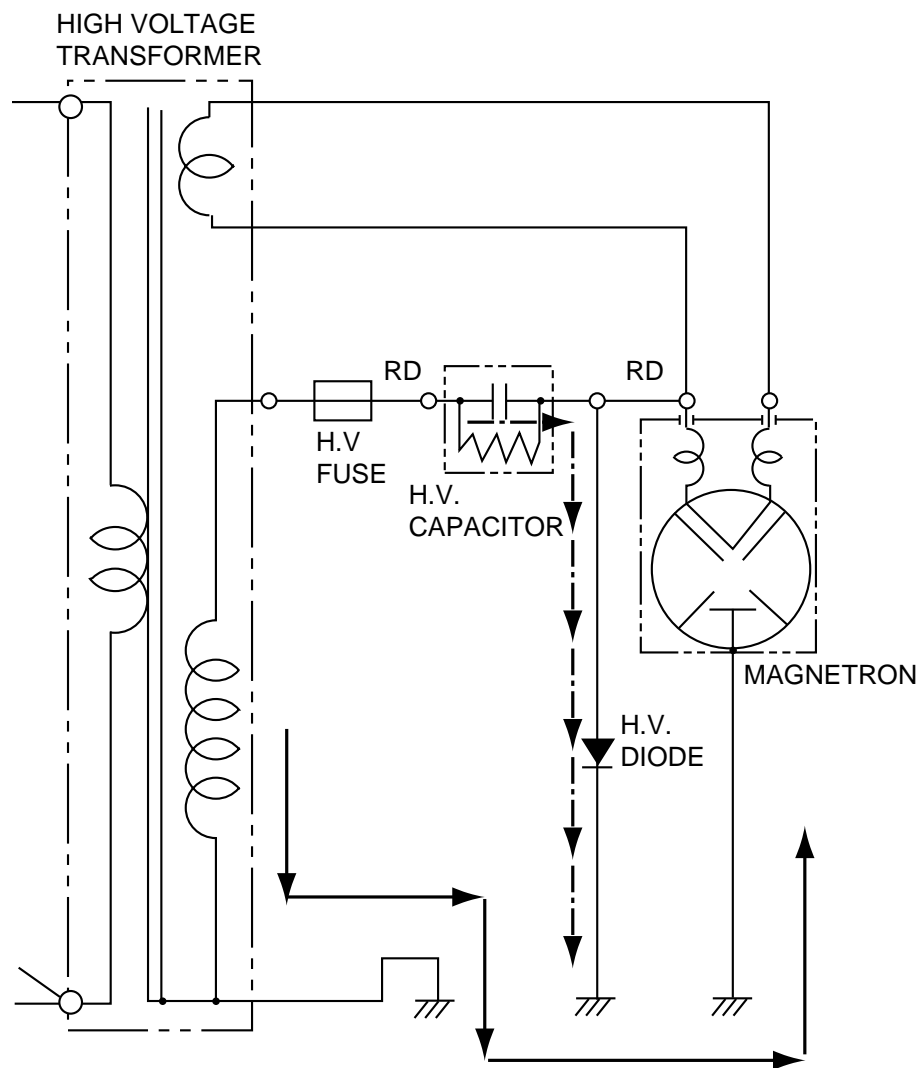 HIGH VOLTAGE
TRANSFORMER
RD
RD
H.V
FUSE
H.V.
CAPACITOR
MAGNETRON
H.V.
DIODE